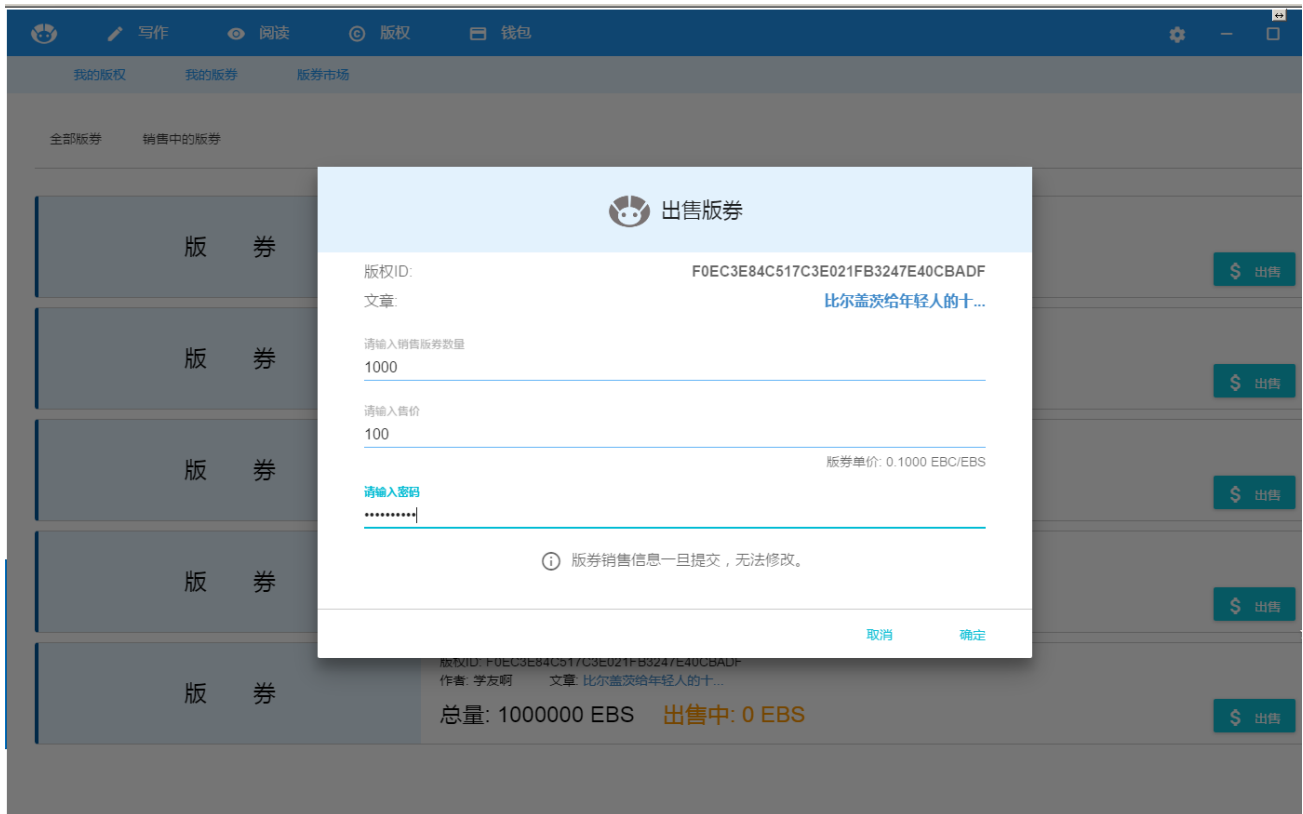 写作 阅读 版权 钱包
我的版权 我的版券 版券市场
全部版券 销售中的版券
出售版券
版 券
版权ID: F0EC3E84C517C3E021FB3247E40CBADF
$ 出售
文章: 比尔盖茨给年轻人的十...
请输入销售版券数量
版 券
1000
$ 出售
请输入售价
100
版券单价: 0.1000 EBC/EBS
版 券
请输入密码
$ 出售
••••••••••
版券销售信息一旦提交，无法修改。
版 券
$ 出售
取消 确定
版权ID: F0EC3E84C517C3E021FB3247E40CBADF
作者: 学友啊 文章: 比尔盖茨给年轻人的十...
版 券
总量: 1000000 EBS 出售中: 0 EBS
$ 出售